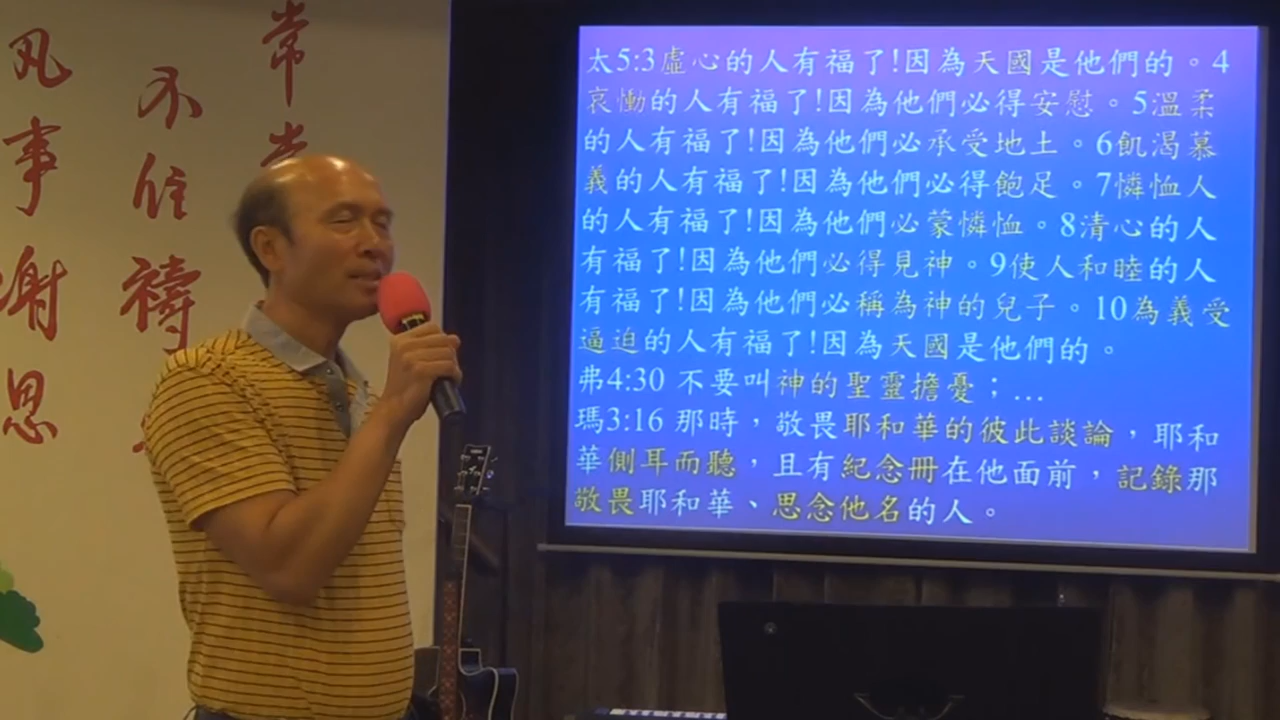 常常
不住禱
凡事謝恩
太5:3虛心的人有福了!因為天國是他們的。4
哀慟的人有福了!因為他們必得安慰。5溫柔
的人有福了!因為他們必承受地土。6飢渴慕
義的人有福了!因為他們必得飽足。7憐恤人
的人有福了!因為他們必蒙憐恤。8清心的人
有福了!因為他們必得見神。9使人和睦的人
有福了!因為他們必稱為神的兒子。10為義受
逼迫的人有福了!因為天國是他們的。
弗4:30 不要叫神的聖靈擔憂；...
瑪3:16 那時，敬畏耶和華的彼此談論，耶和
華側耳而聽，且有紀念冊在他面前，記錄那
敬畏耶和華、思念他名的人。